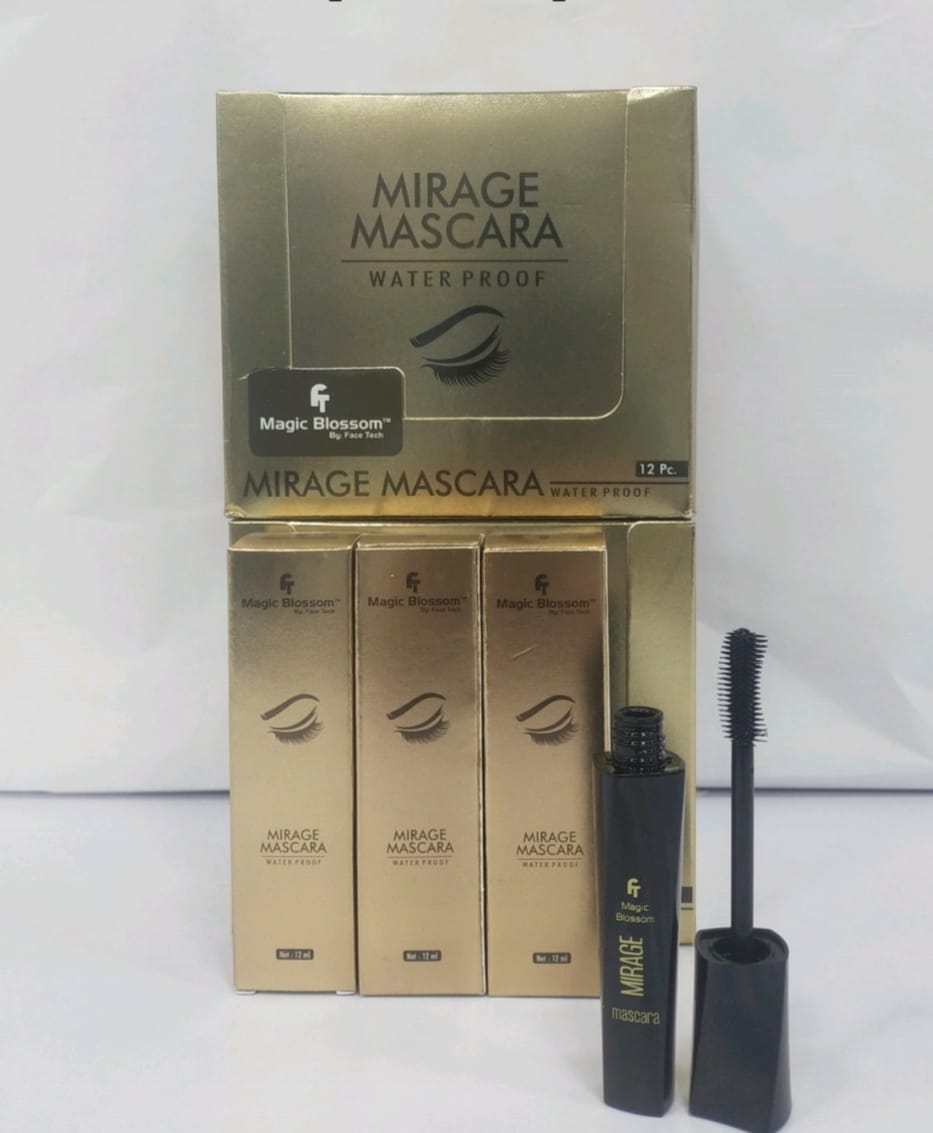 MIRAGE
MASCARA
WATER PROOF
FT
Magic Blossom™
By. Face Tech
12 Pc.
MIRAGE MASCARA WATER PROOF
FT
Magic Blossom™
By. Face Tech
MIRAGE
MASCARA
WATER PROOF
Net : 12 ml
FT
Magic Blossom™
By. Face Tech
MIRAGE
MASCARA
WATER PROOF
Net : 12 ml
FT
Magic Blossom™
By. Face Tech
MIRAGE
MASCARA
WATER PROOF
Net : 12 ml
FT
Magic
Blossom
MIRAGE
mascara